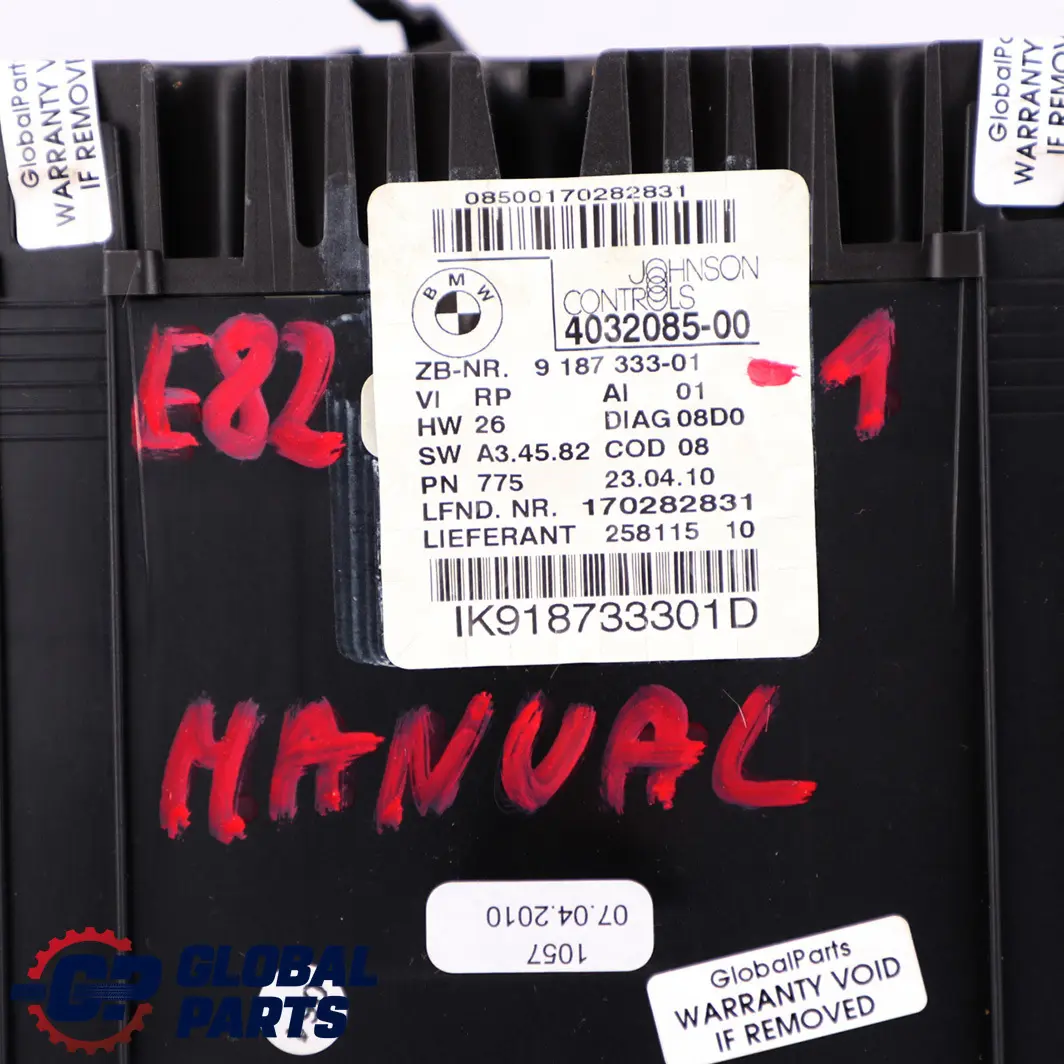 GlobalPart
WARRANTY V
IF REMOVE
GlobalParts
WARRANTY
IF REMOV
08500170282831
BMW
JOHNSON
CONTROLS
4032085-00
ZB-NR. 9 187 333-01
VI RP AI 01
HW 26 DIAG 08D0
SW A3.45.82 COD 08
PN 775 23.04.10
LFND. NR. 170282831
LIEFERANT 258115 10
IK918733301D
E82 - 1
MANUAL
1057
07.04.2010
GlobalParts
WARRANTY VOID
IF REMOVED
GP GLOBAL
PARTS